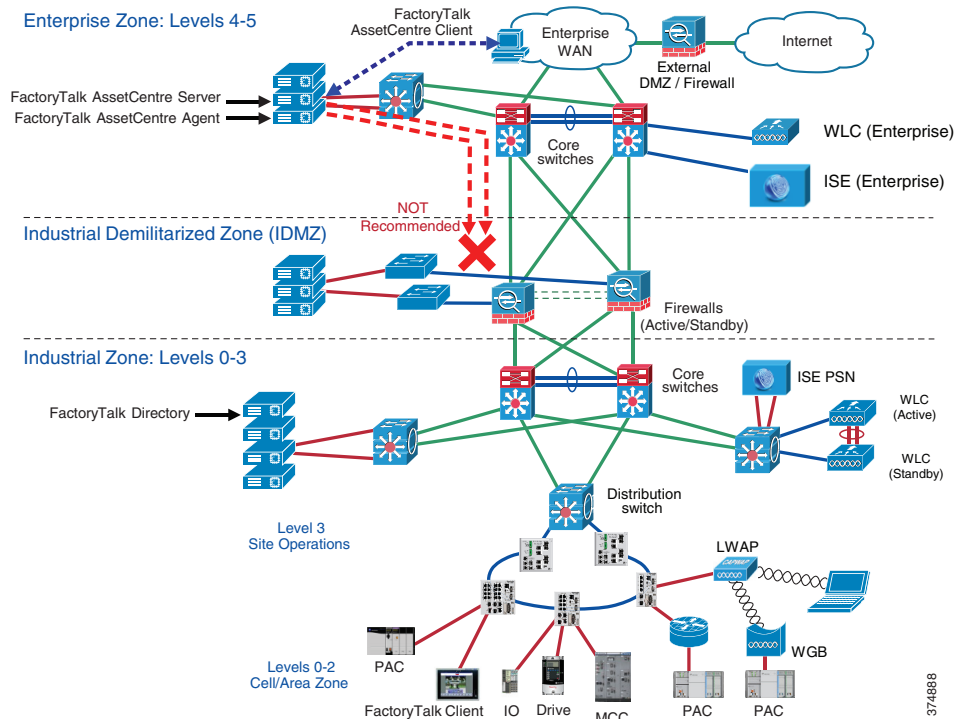 Enterprise Zone: Levels 4-5
FactoryTalk
AssetCentre Client
Enterprise
WAN
Internet
External
DMZ / Firewall
FactoryTalk AssetCentre Server
FactoryTalk AssetCentre Agent
Core
switches
WLC (Enterprise)
ISE (Enterprise)
NOT
Recommended
Industrial Demilitarized Zone (IDMZ)
Firewalls
(Active/Standby)
Industrial Zone: Levels 0-3
Core
switches
ISE PSN
FactoryTalk Directory
WLC
(Active)
WLC
(Standby)
Distribution
switch
Level 3
Site Operations
LWAP
CAPWAP
WGB
PAC
Levels 0-2
Cell/Area Zone
FactoryTalk Client
IO
Drive
MCC
PAC
PAC
374888